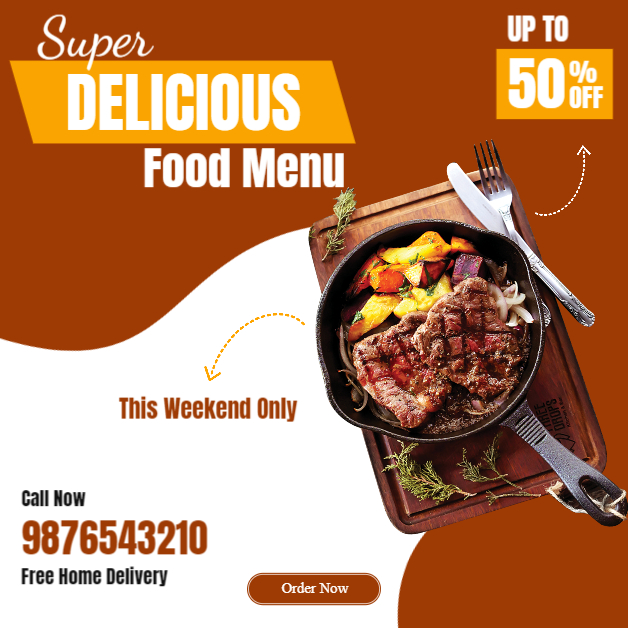 Super
DELICIOUS
Food Menu
UP TO
50% OFF
This Weekend Only
Call Now
9876543210
Free Home Delivery
Order Now